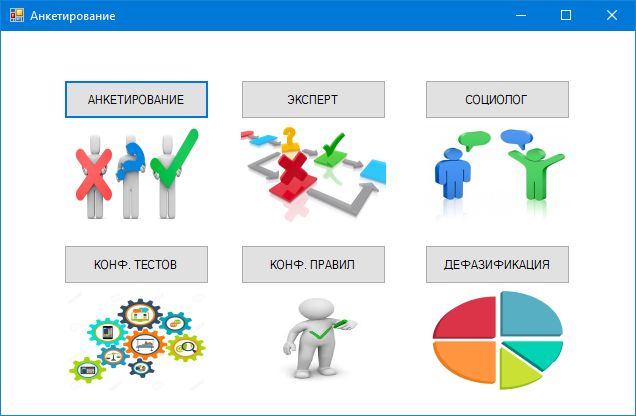 Анкетирование
АНКЕТИРОВАНИЕ
ЭКСПЕРТ
СОЦИОЛОГ
КОНФ. ТЕСТОВ
КОНФ. ПРАВИЛ
ДЕФАЗИФИКАЦИЯ